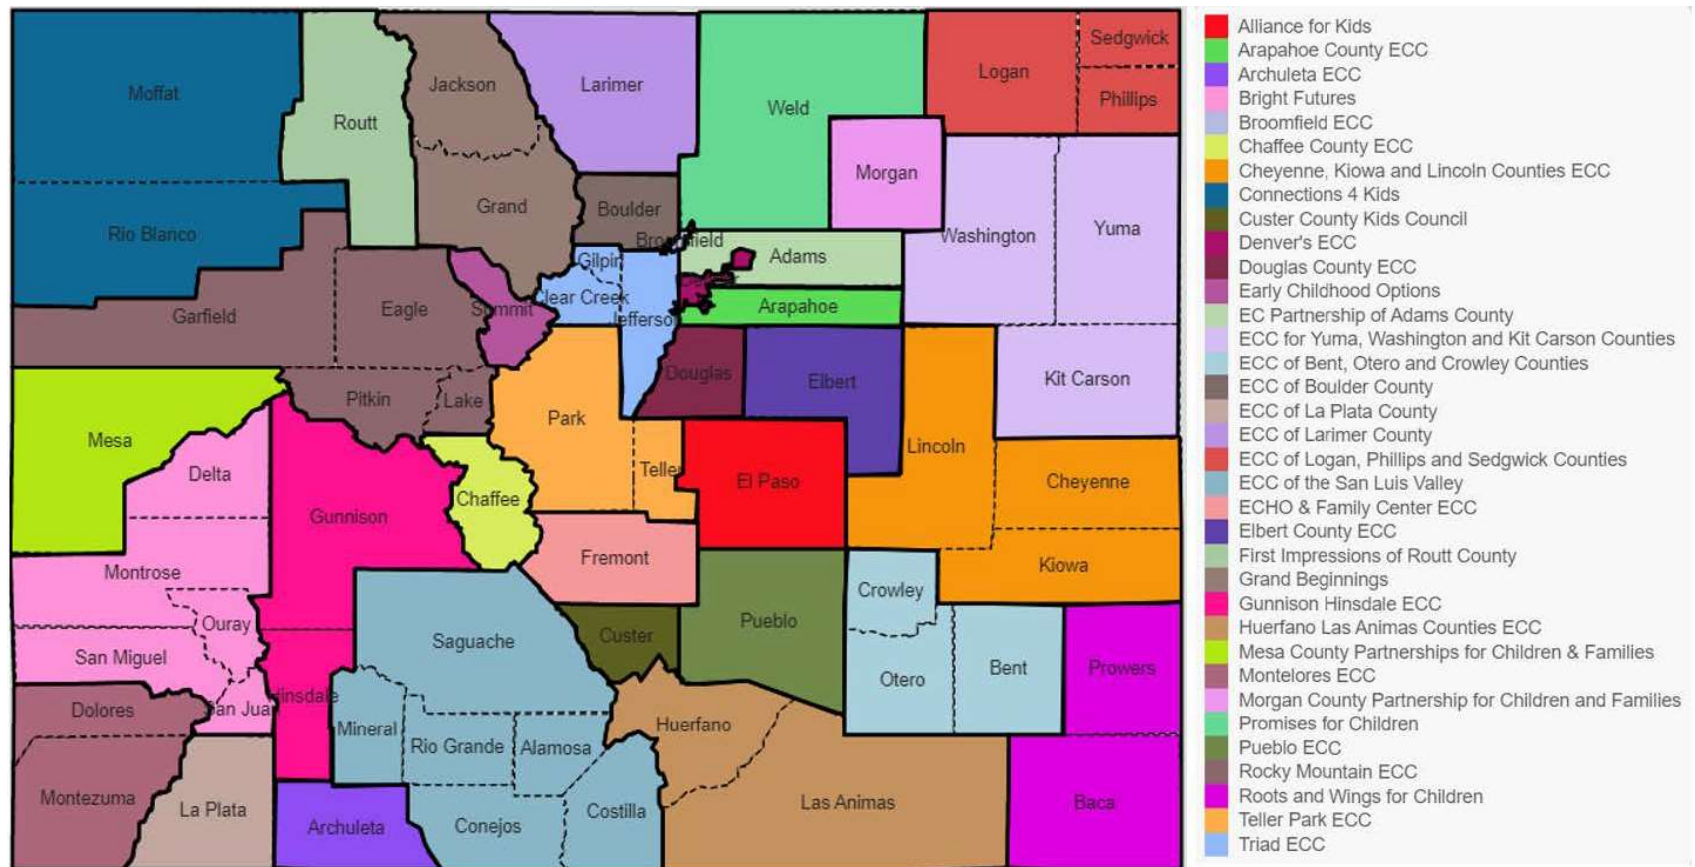 Moffat
Routt
Jackson
Larimer
Weld
Logan
Sedgwick
Phillips
Morgan
Rio Blanco
Grand
Boulder
Washington
Yuma
Broomfield
Gilpin
Adams
Denver
Garfield
Eagle
Summit
Clear Creek
Jefferson
Arapahoe
Pitkin
Lake
Park
Douglas
Elbert
Kit Carson
Mesa
Delta
Gunnison
Chaffee
Teller
El Paso
Lincoln
Cheyenne
Montrose
Fremont
Kiowa
Ouray
Crowley
San Miguel
Saguache
Custer
Pueblo
Otero
Bent
Prowers
Dolores
San Juan
Hinsdale
Mineral
Rio Grande
Alamosa
Huerfano
Montezuma
La Plata
Archuleta
Conejos
Costilla
Las Animas
Baca
Alliance for Kids
Arapahoe County ECC
Archuleta ECC
Bright Futures
Broomfield ECC
Chaffee County ECC
Cheyenne, Kiowa and Lincoln Counties ECC
Connections 4 Kids
Custer County Kids Council
Denver's ECC
Douglas County ECC
Early Childhood Options
EC Partnership of Adams County
ECC for Yuma, Washington and Kit Carson Counties
ECC of Bent, Otero and Crowley Counties
ECC of Boulder County
ECC of La Plata County
ECC of Larimer County
ECC of Logan, Phillips and Sedgwick Counties
ECC of the San Luis Valley
ECHO & Family Center ECC
Elbert County ECC
First Impressions of Routt County
Grand Beginnings
Gunnison Hinsdale ECC
Huerfano Las Animas Counties ECC
Mesa County Partnerships for Children & Families
Montelores ECC
Morgan County Partnership for Children and Families
Promises for Children
Pueblo ECC
Rocky Mountain ECC
Roots and Wings for Children
Teller Park ECC
Triad ECC